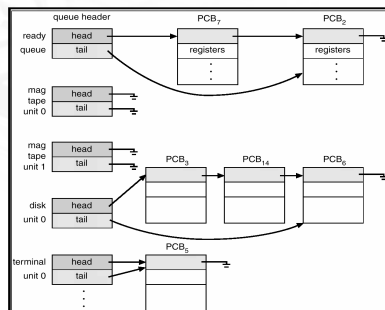 queue header PCB7 PCB2
ready head
queue tail registers registers
mag head
tape
unit 0 tail
mag head
tape
unit 1 tail
PCB3 PCB14 PCB6
disk head
unit 0 tail
PCB5
terminal head
unit 0 tail